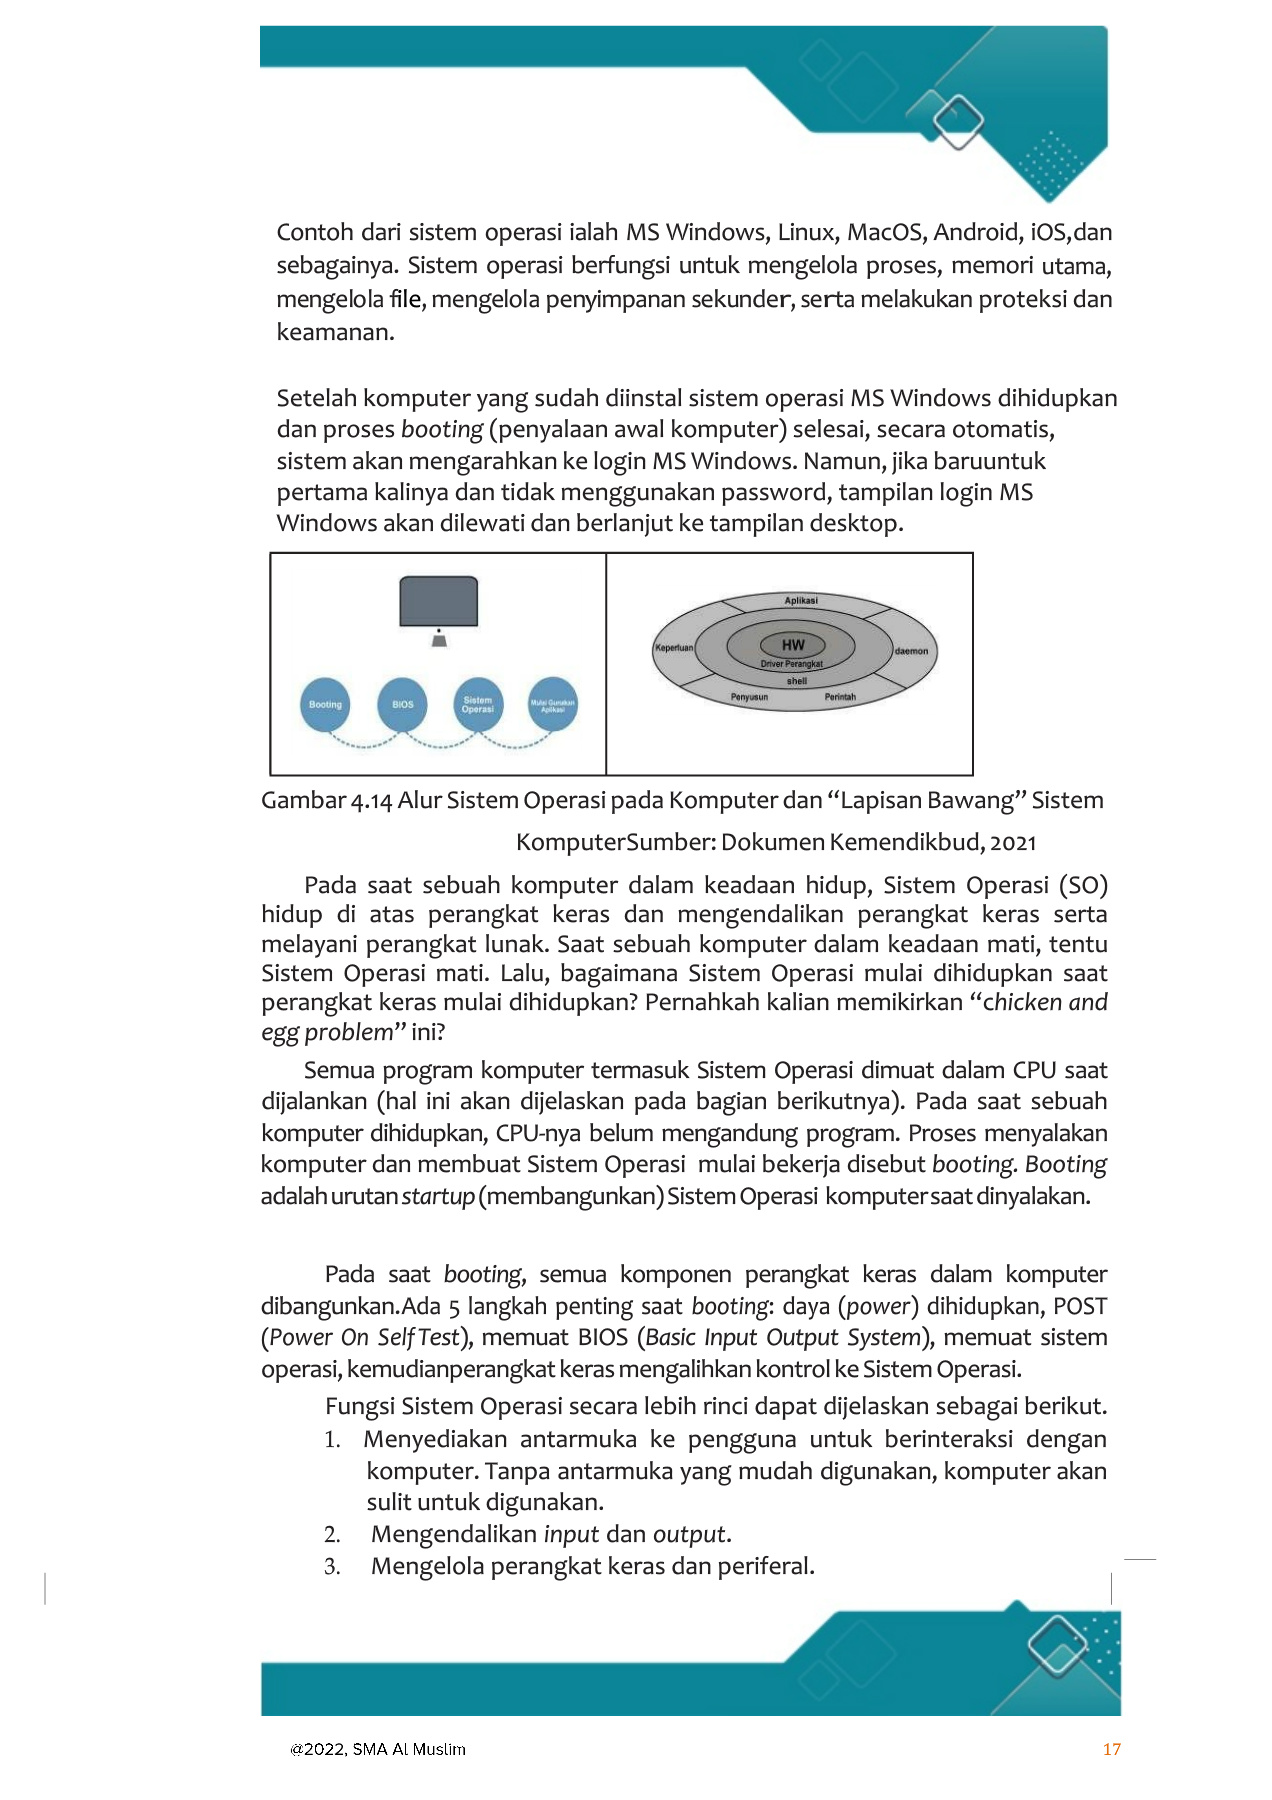 Contoh dari sistem operasi ialah MS Windows, Linux, MacOS, Android, iOS,dan
sebagainya. Sistem operasi berfungsi untuk mengelola proses, memori utama,
mengelola file, mengelola penyimpanan sekunder, serta melakukan proteksi dan
keamanan.
Setelah komputer yang sudah diinstal sistem operasi MS Windows dihidupkan
dan proses booting (penyalaan awal komputer) selesai, secara otomatis,
sistem akan mengarahkan ke login MS Windows. Namun, jika baruuntuk
pertama kalinya dan tidak menggunakan password, tampilan login MS
Windows akan dilewati dan berlanjut ke tampilan desktop.
Booting
BIOS
Sistem
Operasi
Mulai Gunakan
Aplikasi
Aplikasi
Keperluan
HW
daemon
Driver Perangkat
shell
Penyusun
Perintah
Gambar 4.14 Alur Sistem Operasi pada Komputer dan “Lapisan Bawang” Sistem
KomputerSumber: Dokumen Kemendikbud, 2021
Pada saat sebuah komputer dalam keadaan hidup, Sistem Operasi (SO)
hidup di atas perangkat keras dan mengendalikan perangkat keras serta
melayani perangkat lunak. Saat sebuah komputer dalam keadaan mati, tentu
Sistem Operasi mati. Lalu, bagaimana Sistem Operasi mulai dihidupkan saat
perangkat keras mulai dihidupkan? Pernahkah kalian memikirkan “chicken and
egg problem” ini?
Semua program komputer termasuk Sistem Operasi dimuat dalam CPU saat
dijalankan (hal ini akan dijelaskan pada bagian berikutnya). Pada saat sebuah
komputer dihidupkan, CPU-nya belum mengandung program. Proses menyalakan
komputer dan membuat Sistem Operasi mulai bekerja disebut booting. Booting
adalah urutan startup (membangunkan) Sistem Operasi komputer saat dinyalakan.
Pada saat booting, semua komponen perangkat keras dalam komputer
dibangunkan.Ada 5 langkah penting saat booting: daya (power) dihidupkan, POST
(Power On Self Test), memuat BIOS (Basic Input Output System), memuat sistem
operasi, kemudianperangkat keras mengalihkan kontrol ke Sistem Operasi.
Fungsi Sistem Operasi secara lebih rinci dapat dijelaskan sebagai berikut.
1. Menyediakan antarmuka ke pengguna untuk berinteraksi dengan
komputer. Tanpa antarmuka yang mudah digunakan, komputer akan
sulit untuk digunakan.
2. Mengendalikan input dan output.
3. Mengelola perangkat keras dan periferal.
@2022, SMA Al Muslim
17